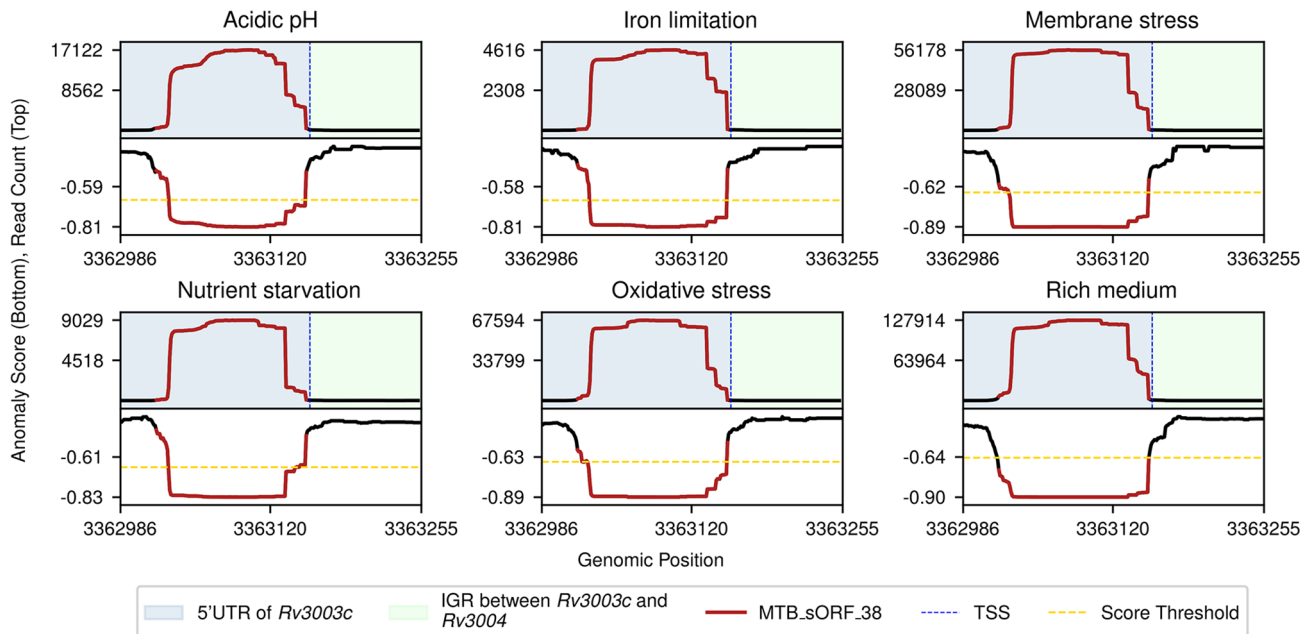 Acidic pH
Iron limitation
Membrane stress
17122
8562
4616
2308
56178
28089
-0.59
-0.81
-0.58
-0.81
-0.62
-0.89
3362986 3363120 3363255
3362986 3363120 3363255
3362986 3363120 3363255
Anomaly Score (Bottom), Read Count (Top)
Nutrient starvation
Oxidative stress
Rich medium
9029
4518
67594
33799
127914
63964
-0.61
-0.83
-0.63
-0.89
-0.64
-0.90
3362986 3363120 3363255
3362986 3363120 3363255
3362986 3363120 3363255
Genomic Position
5'UTR of Rv3003c
IGR between Rv3003c and
Rv3004
MTB_sORF_38
TSS
Score Threshold